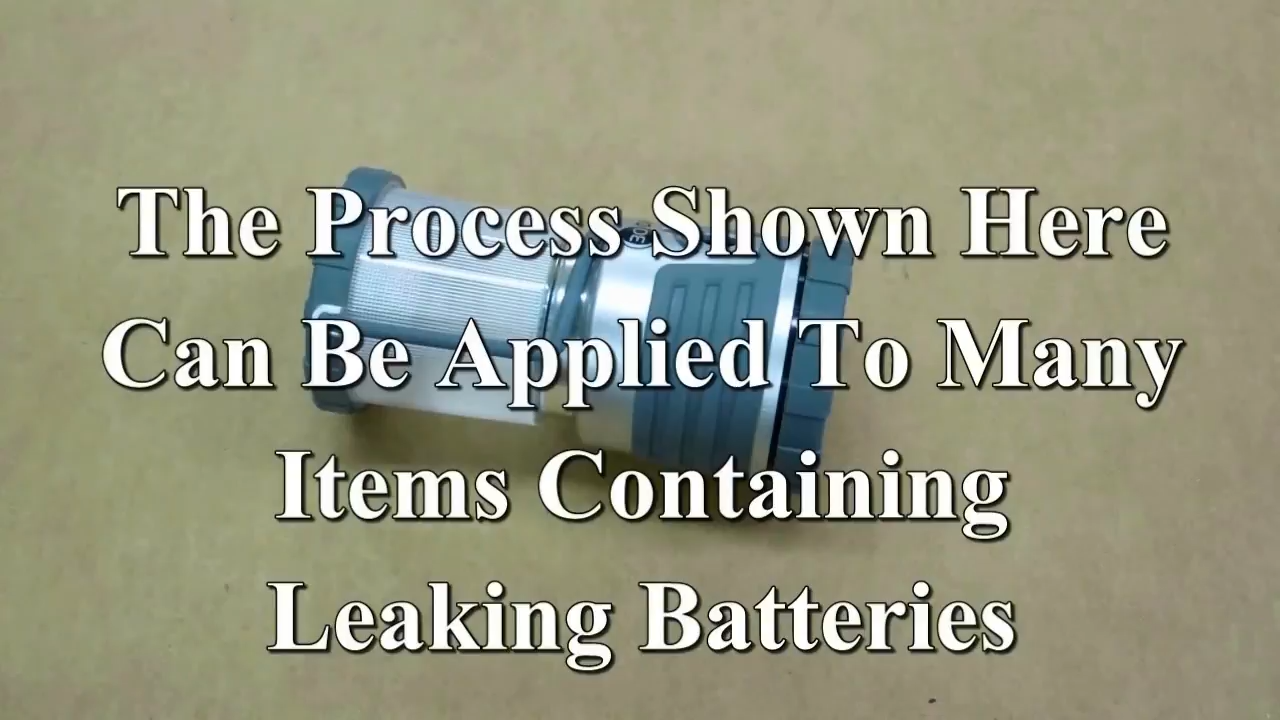 The Process Shown Here
Can Be Applied To Many
Items Containing
Leaking Batteries